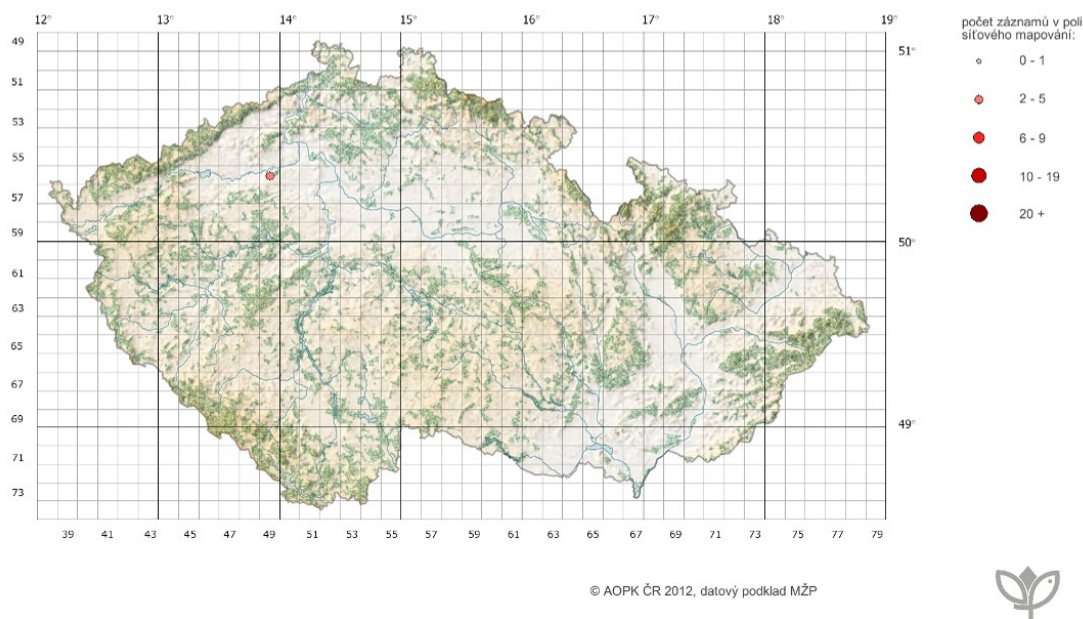 12° 13° 14° 15° 16° 17° 18° 19°
počet záznamů v poli
síťového mapování:
49
51°
51
0 - 1
53
2 - 5
55
6 - 9
57
10 - 19
59
20 +
50°
61
63
65
67
69
49°
71
73
39 41 43 45 47 49 51 53 55 57 59 61 63 65 67 69 71 73 75 77 79
© AOPK ČR 2012, datový podklad MŽP